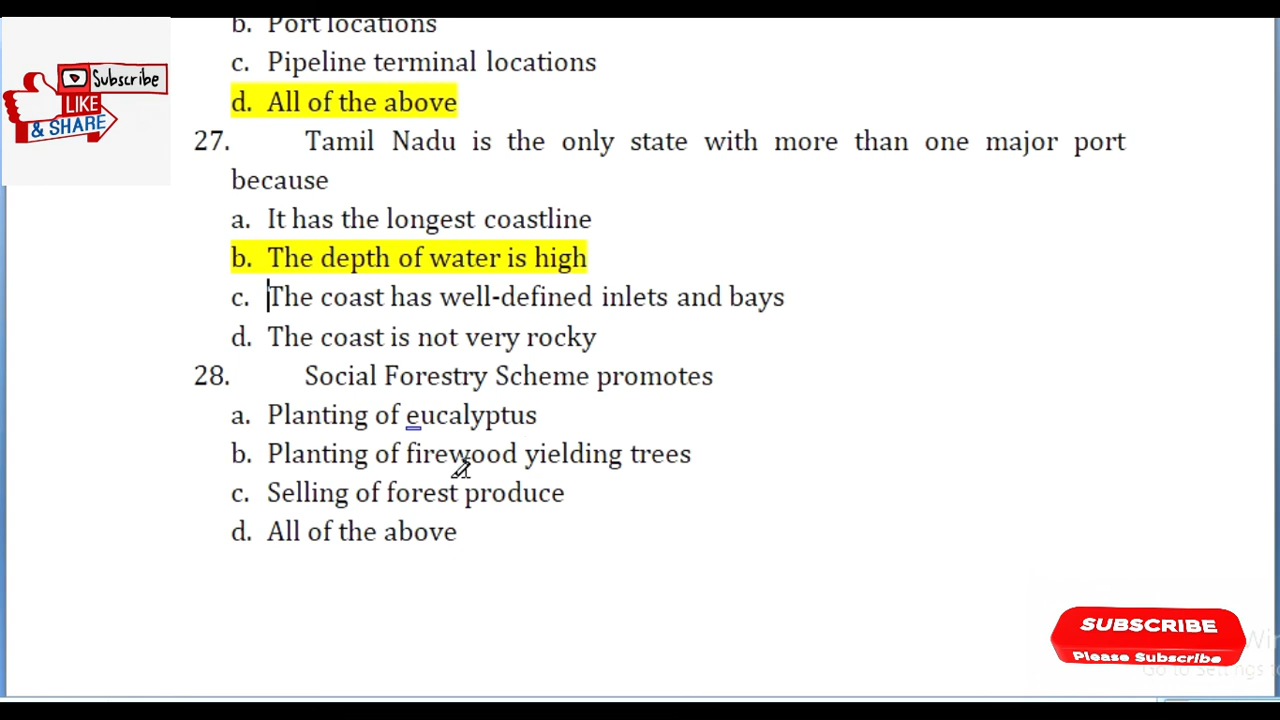 b. Port locations
Subscribe
LIKE
& SHARE
c. Pipeline terminal locations
d. All of the above
27. Tamil Nadu is the only state with more than one major port
because
a. It has the longest coastline
b. The depth of water is high
c. The coast has well-defined inlets and bays
d. The coast is not very rocky
28. Social Forestry Scheme promotes
a. Planting of eucalyptus
b. Planting of firewood yielding trees
c. Selling of forest produce
d. All of the above
SUBSCRIBE
Please Subscribe